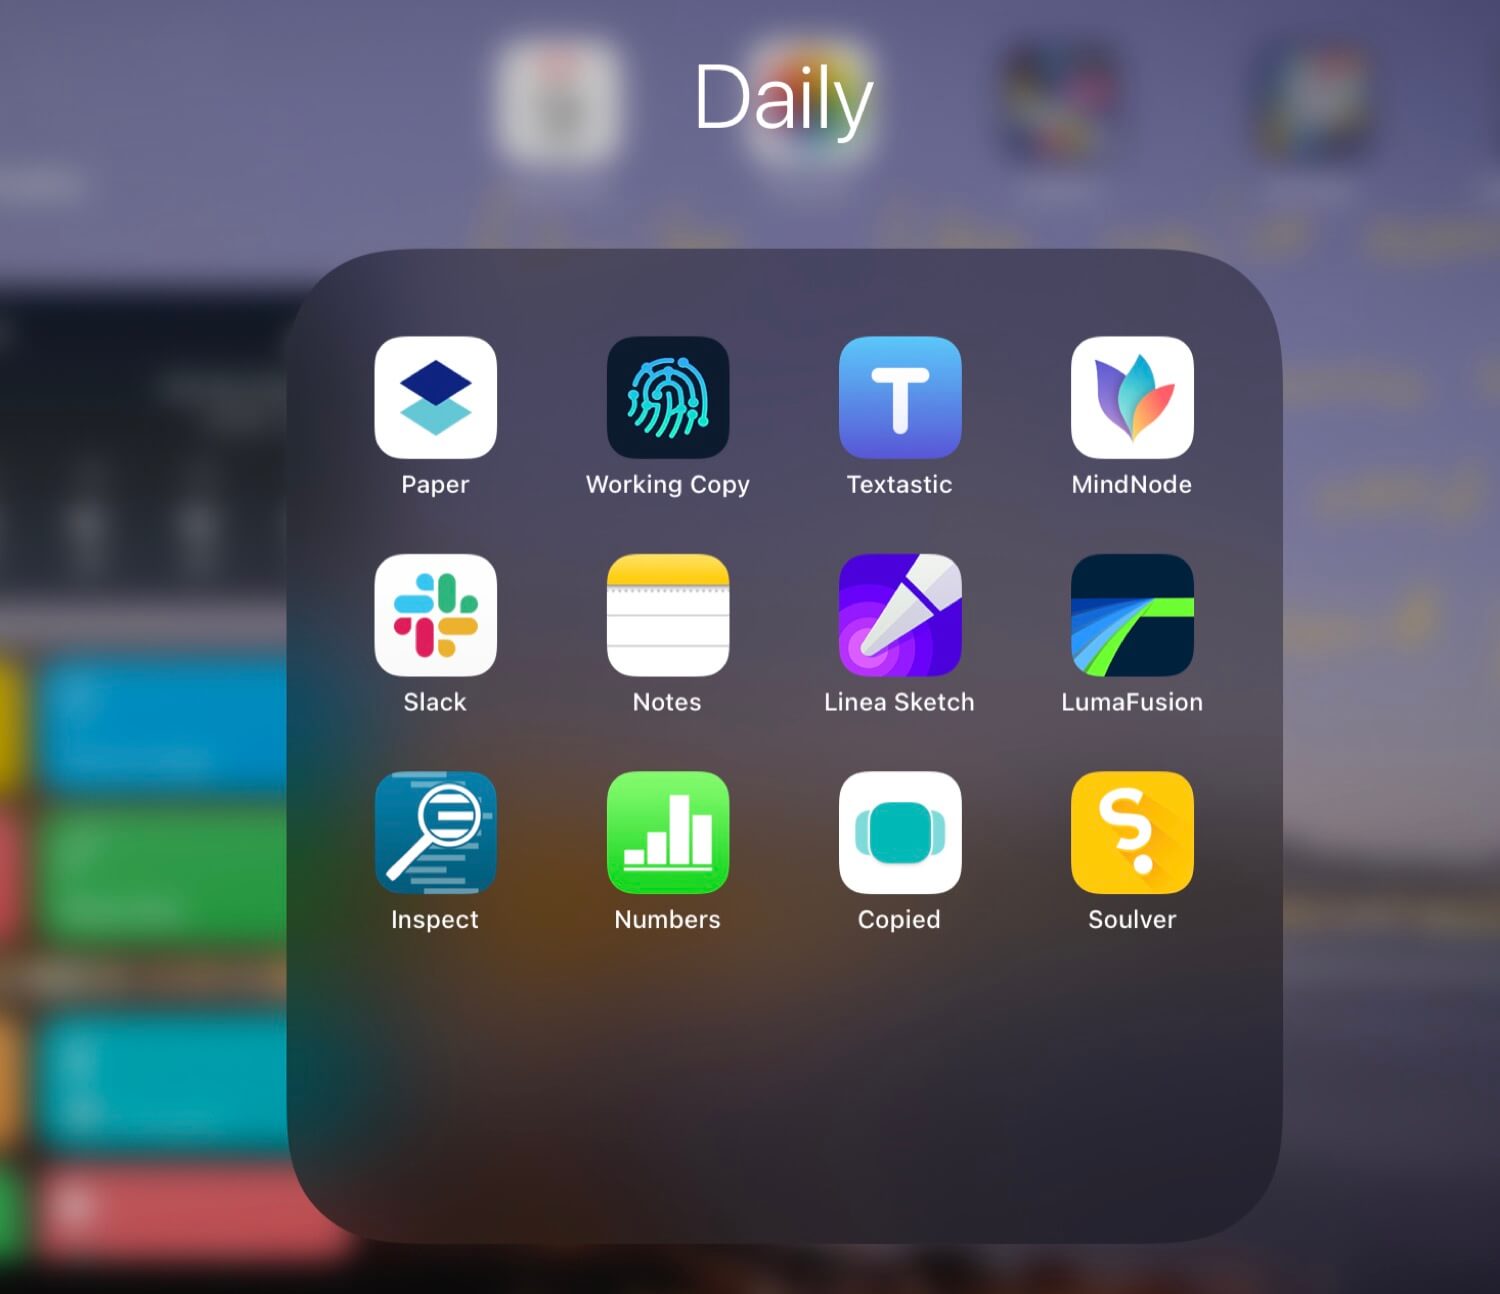 Daily
Paper
Working Copy
Textastic
MindNode
Slack
Notes
Linea Sketch
LumaFusion
Inspect
Numbers
Copied
Soulver